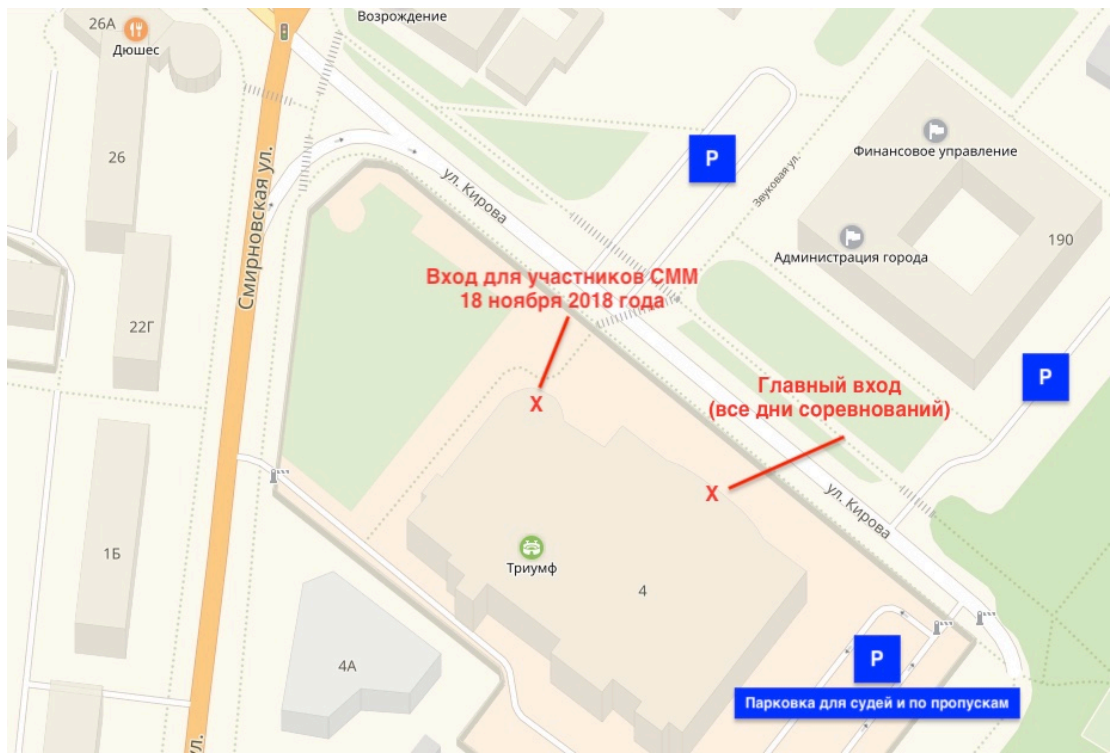 Возрождение
26А
Дюшес
P
Финансовое управление
26
ул. Кирова
Звуковая ул.
Смирновская ул.
190
Администрация города
Вход для участников СММ
18 ноября 2018 года
22Г
P
Главный вход
(все дни соревнований)
X
X
ул. Кирова
1Б
Триумф
4
4А
P
Парковка для судей и по пропускам
ул.